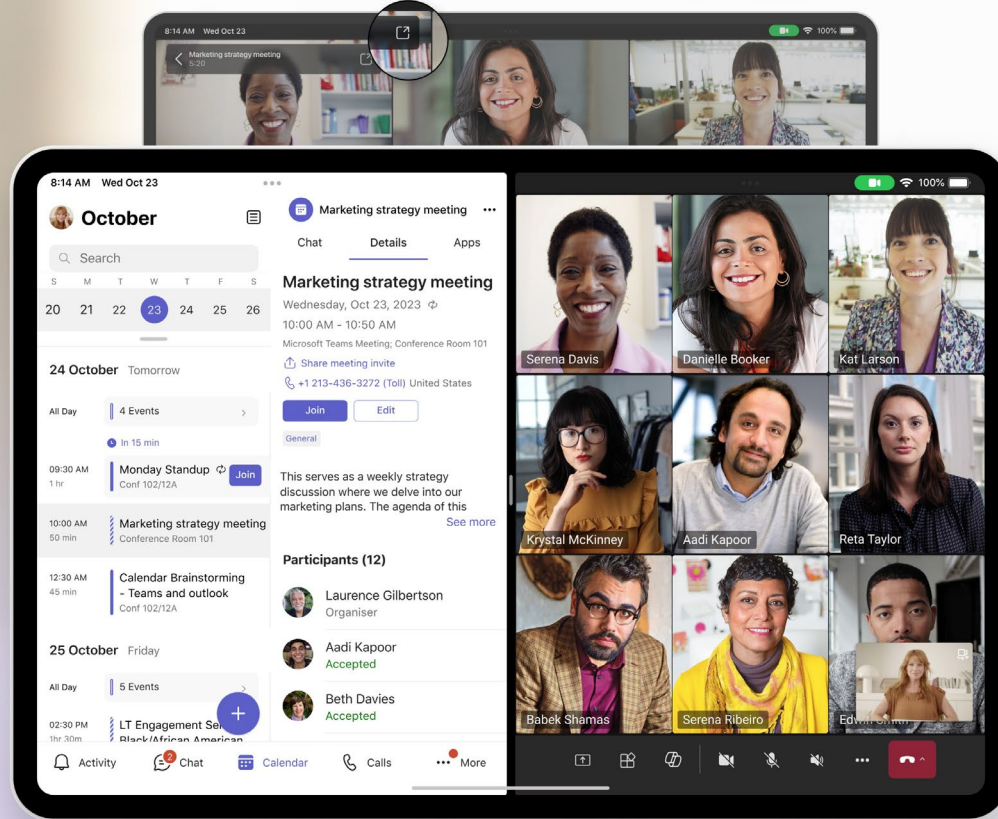 8:14 AM Wed Oct 23
100%
Marketing strategy meeting
5:20
8:14 AM Wed Oct 23
100%
October
Search
S M T W T F S
20 21 22 23 24 25 26
24 October Tomorrow
All Day
4 Events
In 15 min
09:30 AM
1 hr
Monday Standup
Conf 102/12A
Join
10:00 AM
50 min
Marketing strategy meeting
Conference Room 101
12:30 AM
45 min
Calendar Brainstorming
- Teams and outlook
Conf 102/12A
25 October Friday
All Day
5 Events
02:30 PM
1hr 30m
LT Engagement Se
Black/African American
Activity
2
Chat
Calendar
Calls
More
Marketing strategy meeting
Chat Details Apps
Marketing strategy meeting
Wednesday, Oct 23, 2023
10:00 AM - 10:50 AM
Microsoft Teams Meeting; Conference Room 101
Share meeting invite
+1 213-436-3272 (Toll) United States
Join Edit
General
This serves as a weekly strategy
discussion where we delve into our
marketing plans. The agenda of this
See more
Participants (12)
Laurence Gilbertson
Organiser
Aadi Kapoor
Accepted
Beth Davies
Accepted
Serena Davis
Danielle Booker
Kat Larson
Krystal McKinney
Aadi Kapoor
Reta Taylor
Babek Shamas
Serena Ribeiro
Edwin Smith